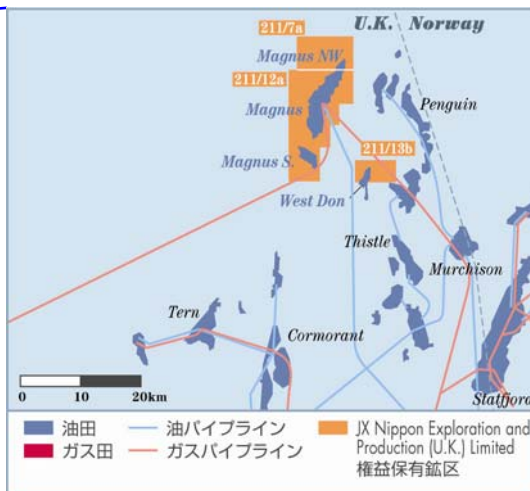 U.K. Norway
211/7a
Magnus NW
211/12a
Penguin
Magnus
211/13b
Magnus S.
West Don
Thistle
Murchison
Tern
Cormorant
0 10 20km
Statfjord
油田
油パイプライン
JX Nippon Exploration and
Production (U.K.) Limited
ガス田
ガスパイプライン
権益保有鉱区